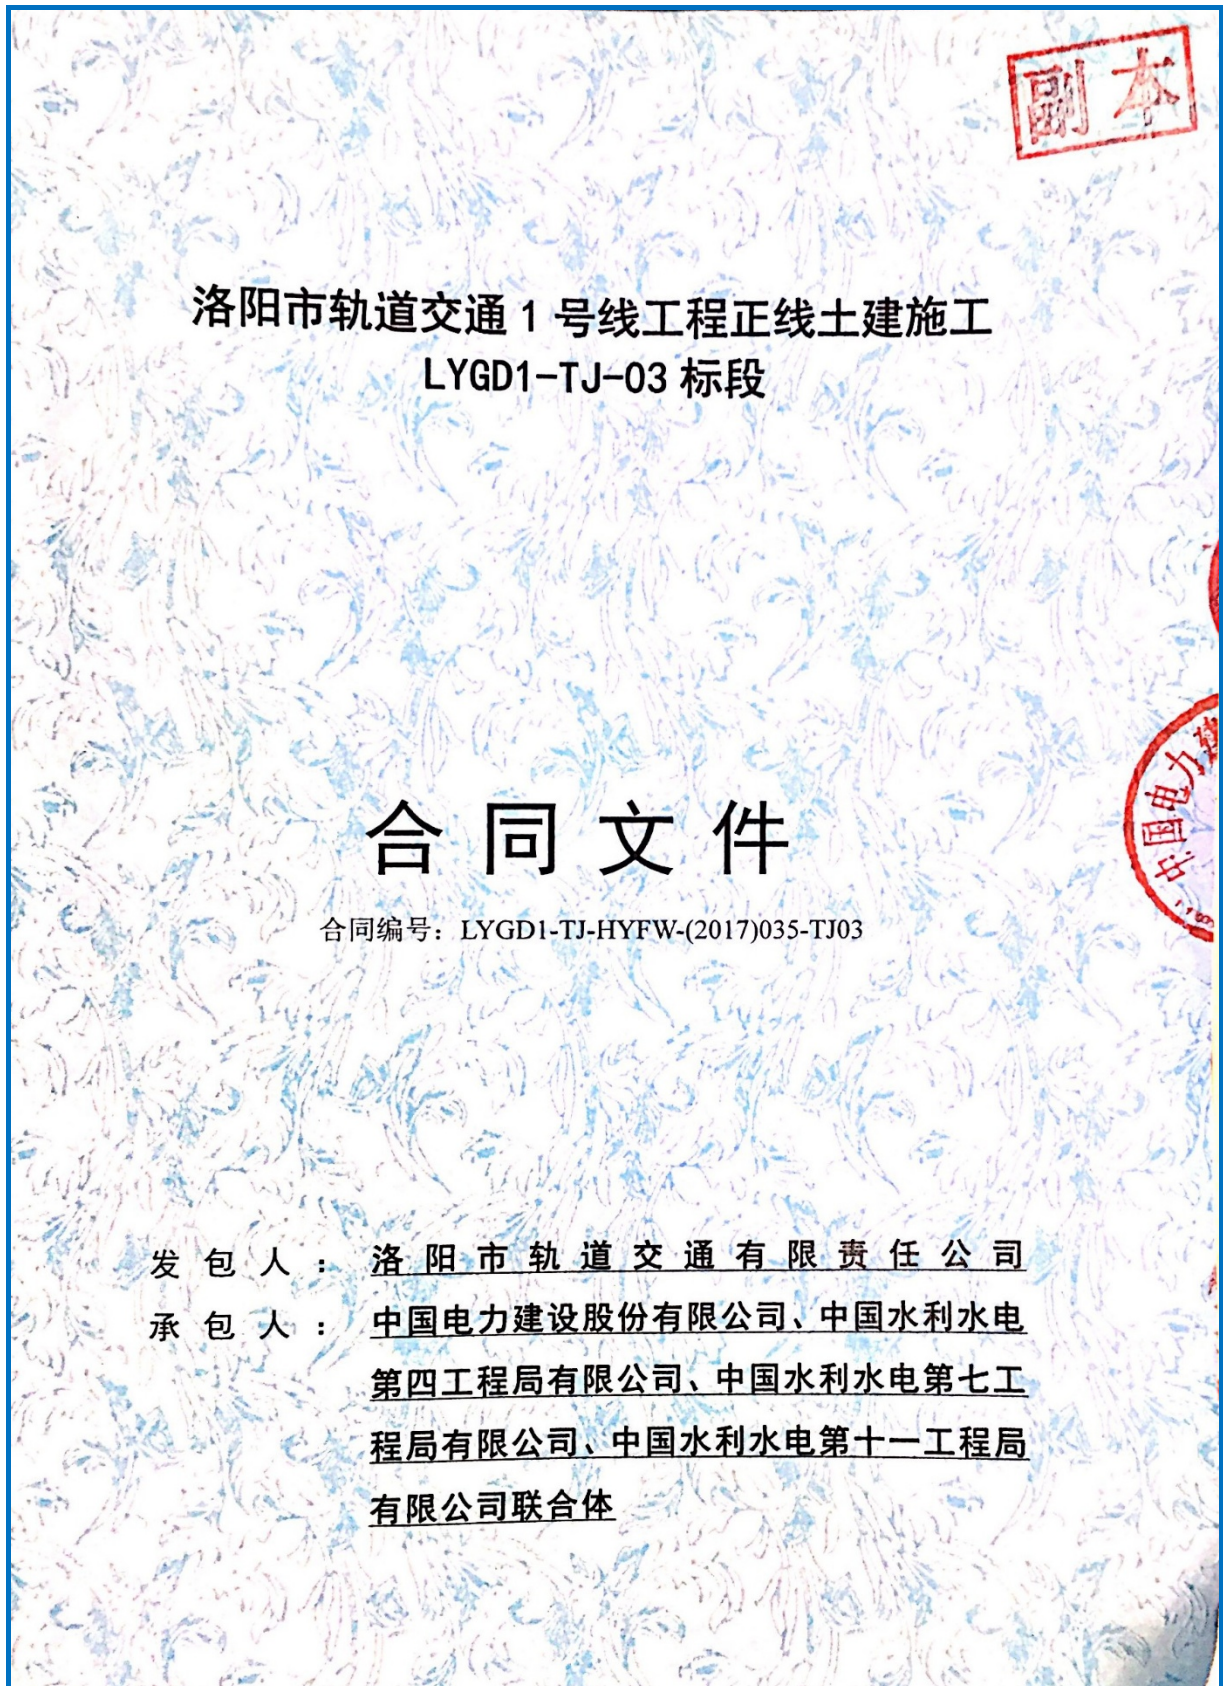 副本
洛阳市轨道交通1号线工程正线土建施工
LYGD1-TJ-03标段
合同文件
合同编号：LYGD1-TJ-HYFW-(2017)035-TJ03
中国电力建
发包人：洛阳市轨道交通有限责任公司
承包人：中国电力建设股份有限公司、中国水利水电
第四工程局有限公司、中国水利水电第七工
程局有限公司、中国水利水电第十一工程局
有限公司联合体